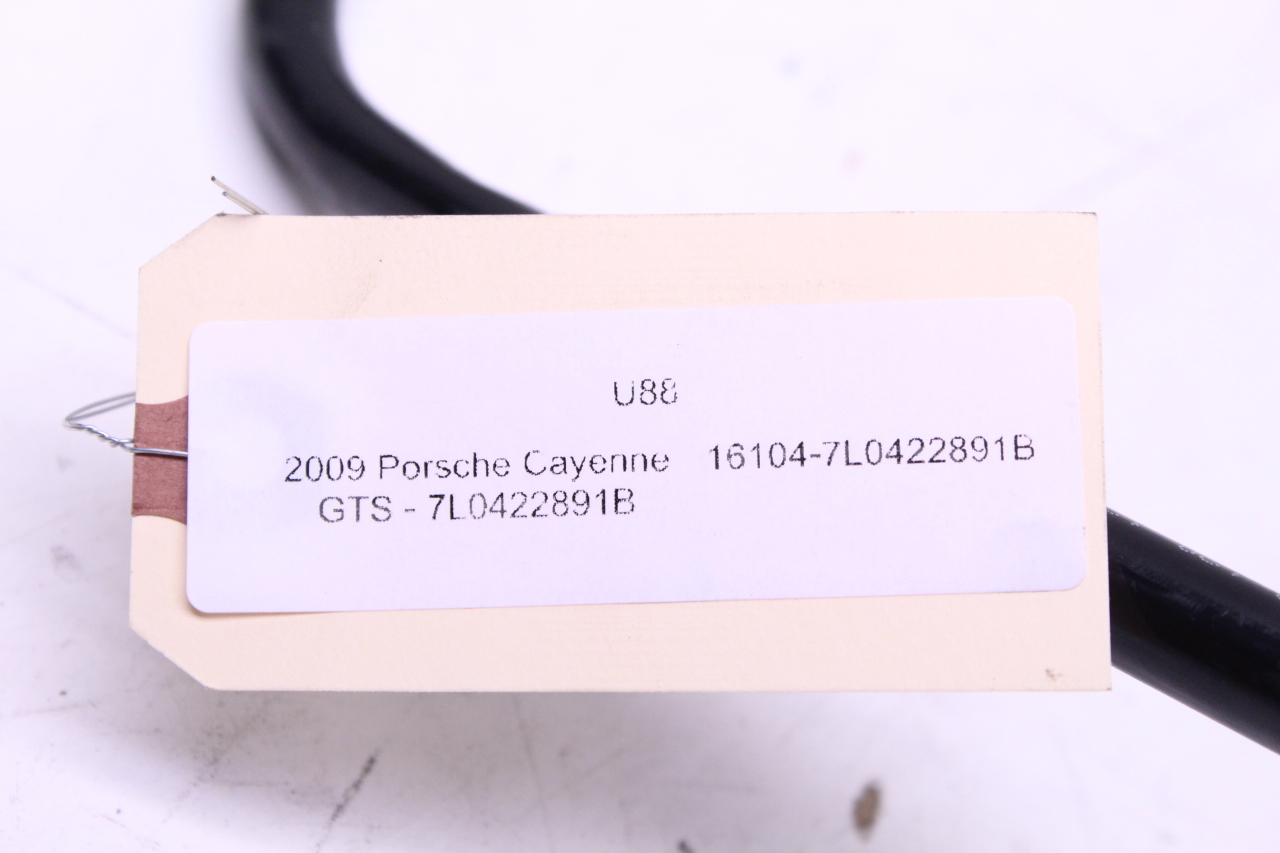 U88
2009 Porsche Cayenne 16104-7L0422891B
GTS - 7L0422891B